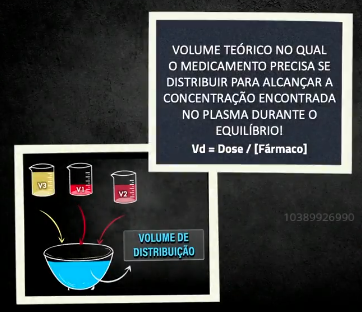 VOLUME TEÓRICO NO QUAL
O MEDICAMENTO PRECISA SE
DISTRIBUIR PARA ALCANÇAR A
CONCENTRAÇÃO ENCONTRADA
NO PLASMA DURANTE O
EQUILÍBRIO!
Vd = Dose / [Fármaco]
V3
V1
V2
VOLUME DE
DISTRIBUIÇÃO
10389926990